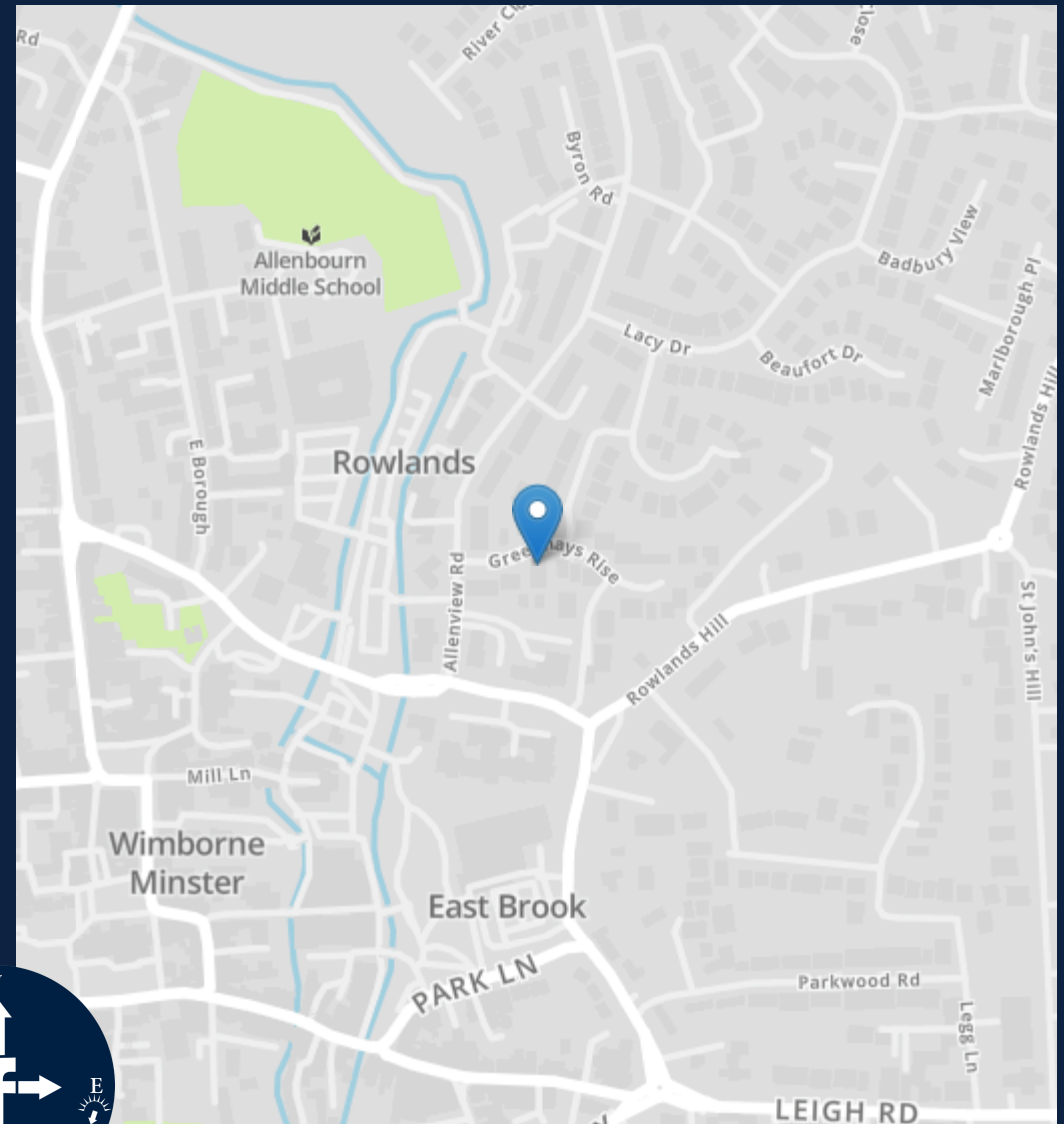 Rd
River
Close
Byron Rd
Badbury View
Allenbourn
Middle School
Marlborough Pl
Lacy Dr
Beaufort Dr
Rowlands Hill
E Borough
Rowlands
Allenview Rd
Rise
Rowlands Hill
St John's Hill
Mill Ln
Wimborne
Minster
East Brook
PARK LN
Parkwood Rd
Legg Ln
E
LEIGH RD